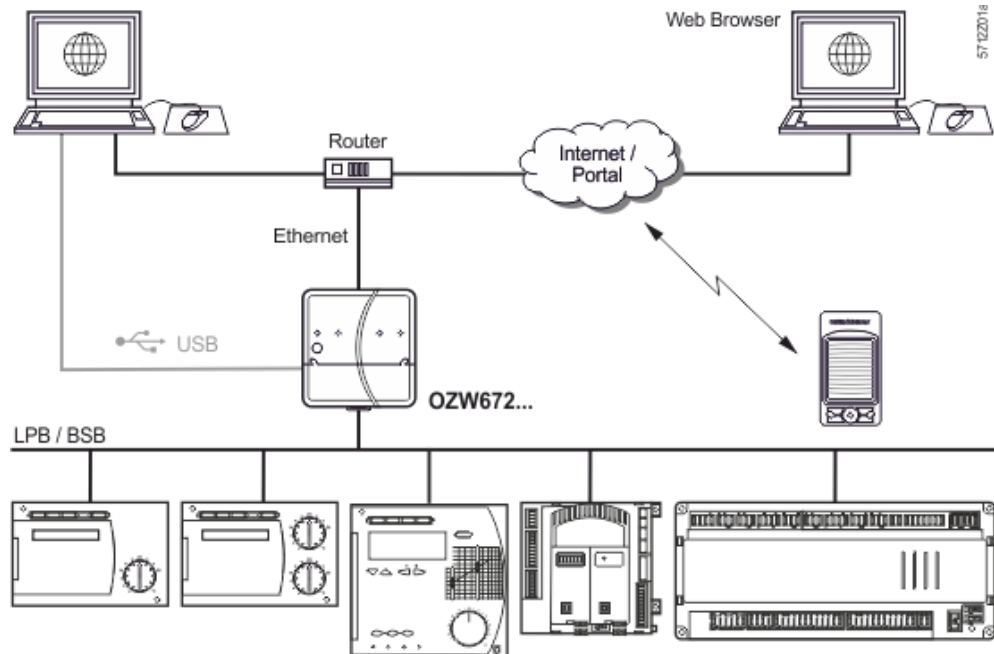 Web Browser
5712Z01a
Router
Internet /
Portal
Ethernet
USB
OZW672...
LPB / BSB